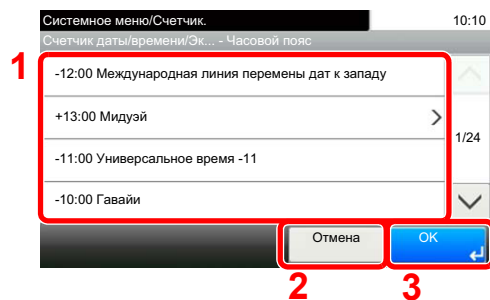 Системное меню/Счетчик.
10:10
Счетчик даты/времени/Эк... - Часовой пояс
1
-12:00 Международная линия перемены дат к западу
+13:00 Мидуэй
1/24
-11:00 Универсальное время -11
-10:00 Гавайи
Отмена
OK
2
3